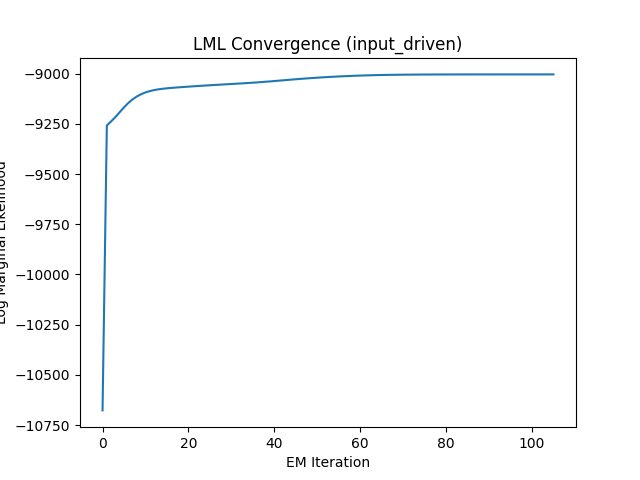 LML Convergence (input_driven)
−9000
−9250
−9500
−9750
−10000
−10250
−10500
−10750
Log Marginal Likelihood
0 20 40 60 80 100
EM Iteration